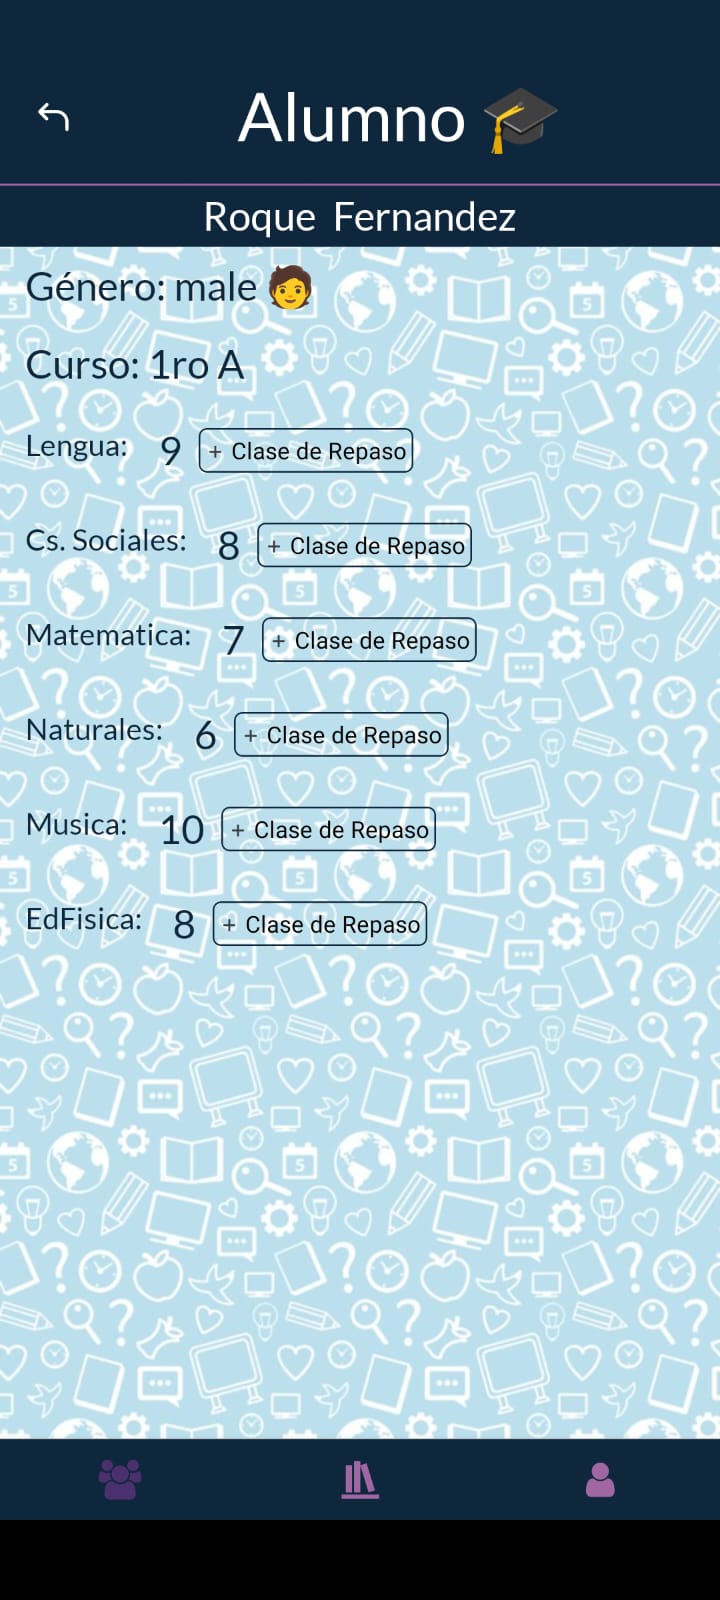 Alumno 🎓
Roque Fernandez
Género: male 🧑
Curso: 1ro A
Lengua: 9 + Clase de Repaso
Cs. Sociales: 8 + Clase de Repaso
Matematica: 7 + Clase de Repaso
Naturales: 6 + Clase de Repaso
Musica: 10 + Clase de Repaso
EdFisica: 8 + Clase de Repaso